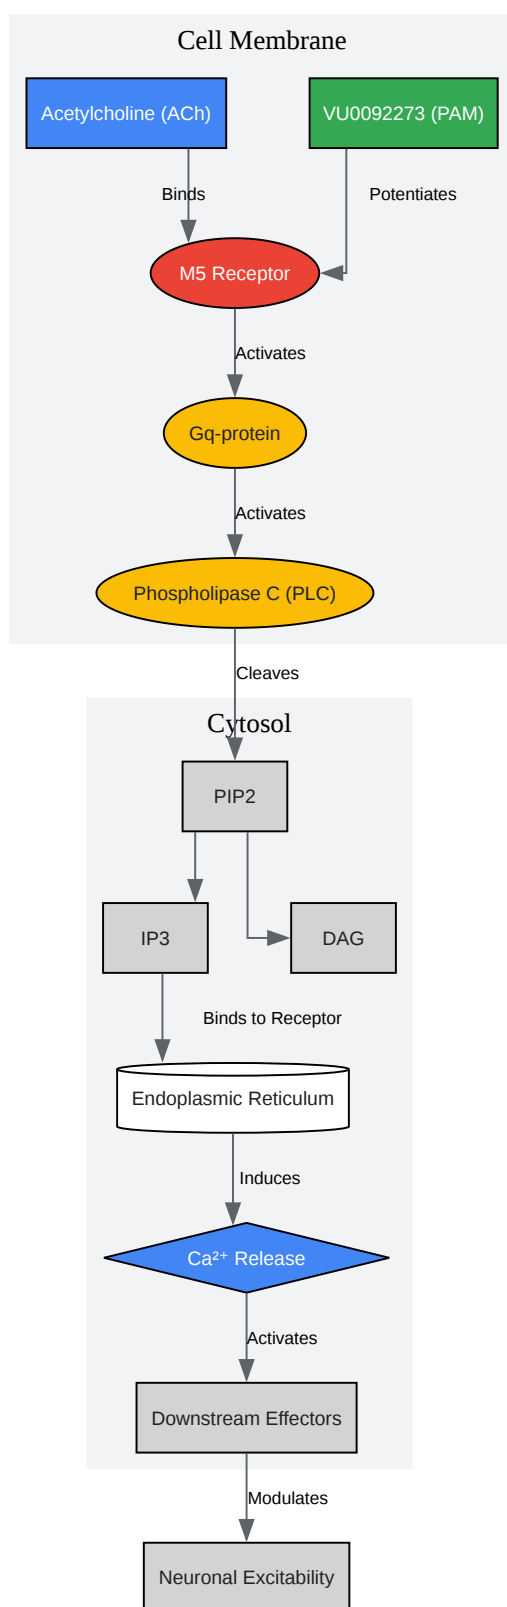 Cell Membrane
Acetylcholine (ACh)
VU0092273 (PAM)
Binds
Potentiates
M5 Receptor
Activates
Gq-protein
Activates
Phospholipase C (PLC)
Cleaves
Cytosol
PIP2
IP3
DAG
Binds to Receptor
Endoplasmic Reticulum
Induces
Ca²⁺ Release
Activates
Downstream Effectors
Modulates
Neuronal Excitability